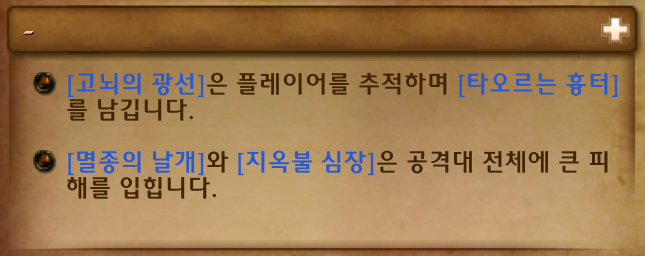 -
[고뇌의 광선]은 플레이어를 추적하며 [타오르는 흉터]
를 남깁니다.
[멸종의 날개]와 [지옥불 심장]은 공격대 전체에 큰 피
해를 입힙니다.